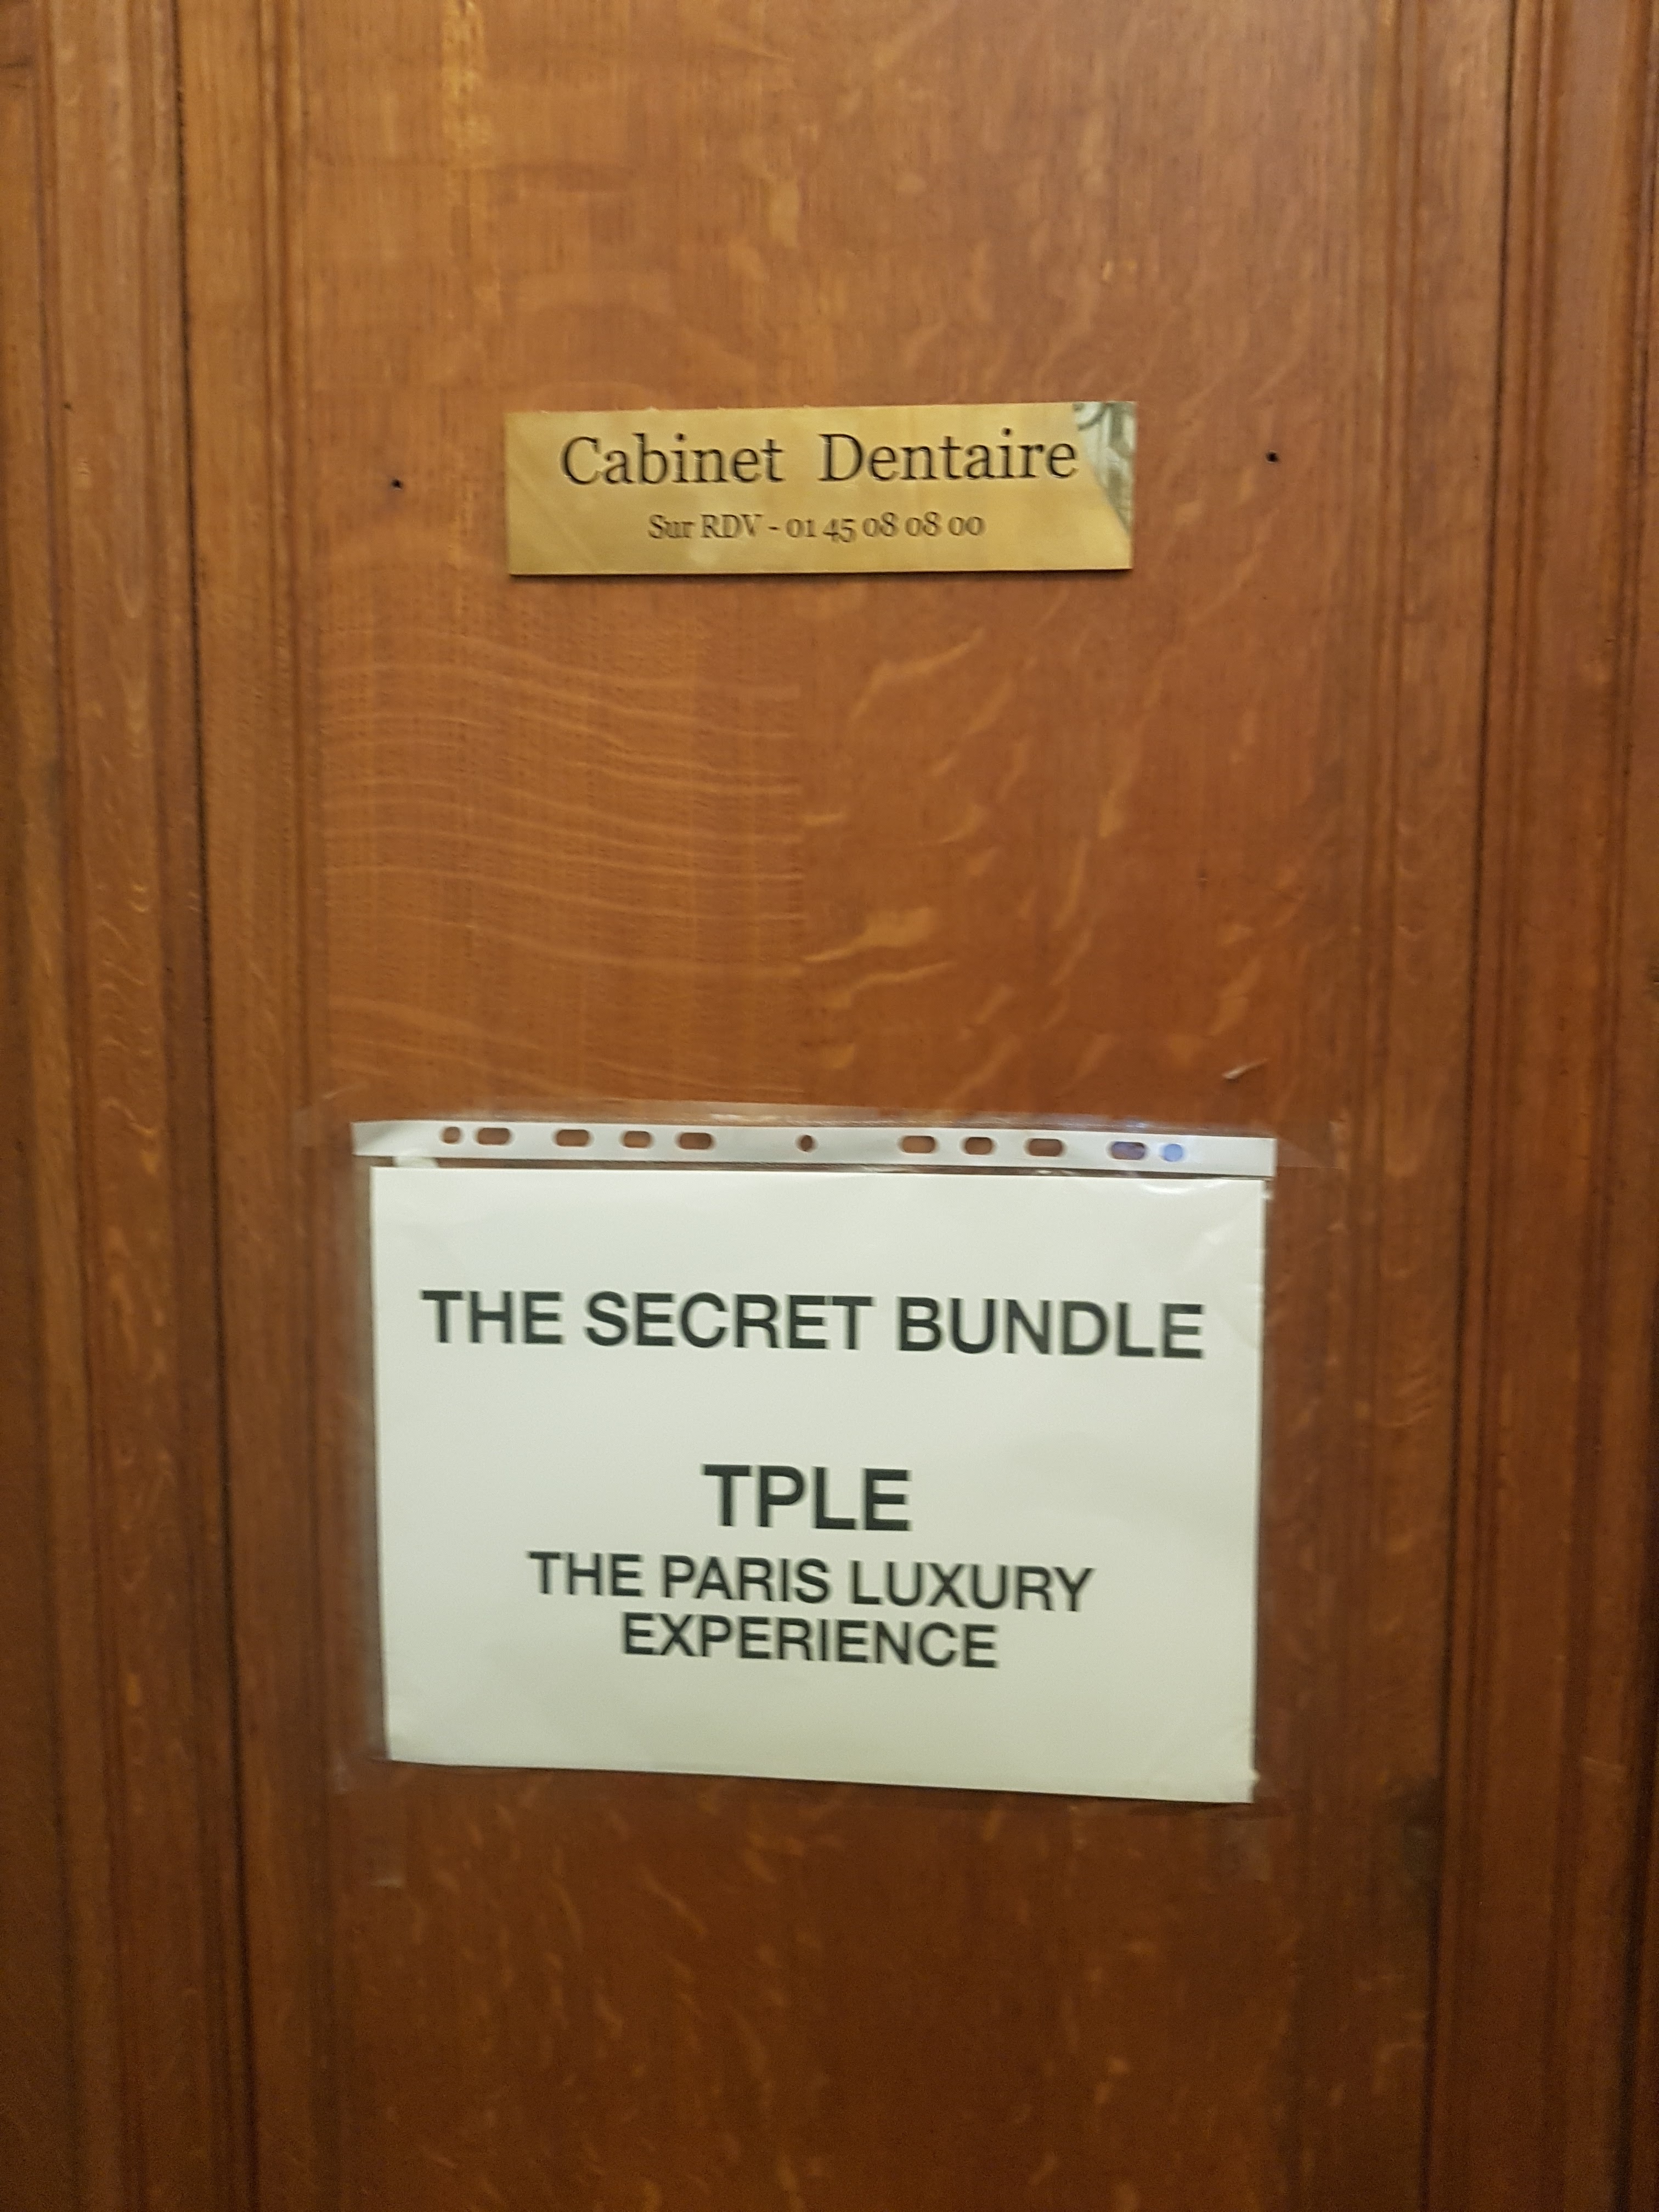 Cabinet Dentaire
Sur RDV - 01 45 08 08 00
THE SECRET BUNDLE
TPLE
THE PARIS LUXURY
EXPERIENCE